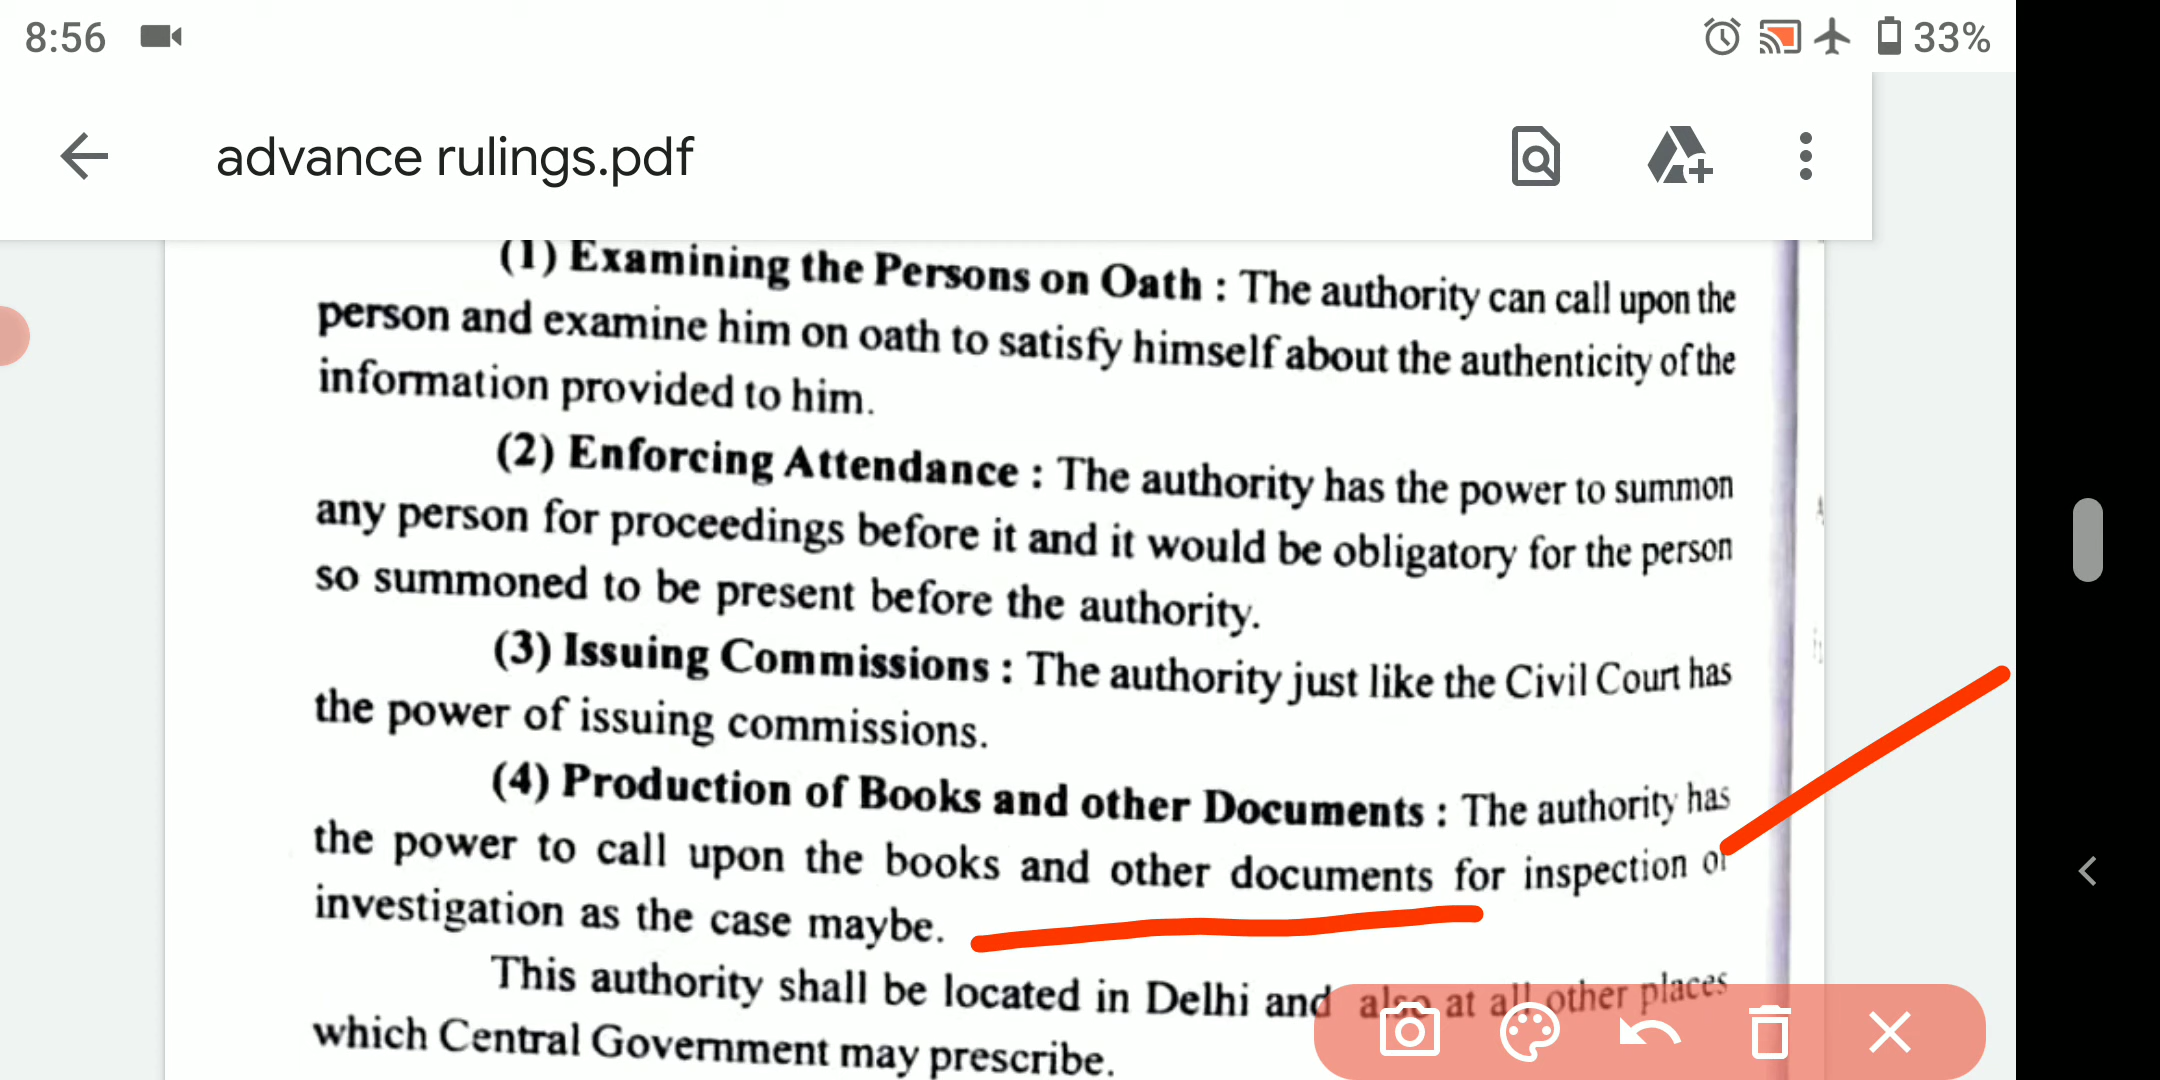 8:56
33%
advance rulings.pdf
(1) Examining the Persons on Oath : The authority can call upon the
person and examine him on oath to satisfy himself about the authenticity of the
information provided to him.
(2) Enforcing Attendance : The authority has the power to summon
any person for proceedings before it and it would be obligatory for the person
so summoned to be present before the authority.
(3) Issuing Commissions : The authority just like the Civil Court has
the power of issuing commissions.
(4) Production of Books and other Documents : The authority has
the power to call upon the books and other documents for inspection or
investigation as the case maybe.
This authority shall be located in Delhi and also at all other places
which Central Government may prescribe.